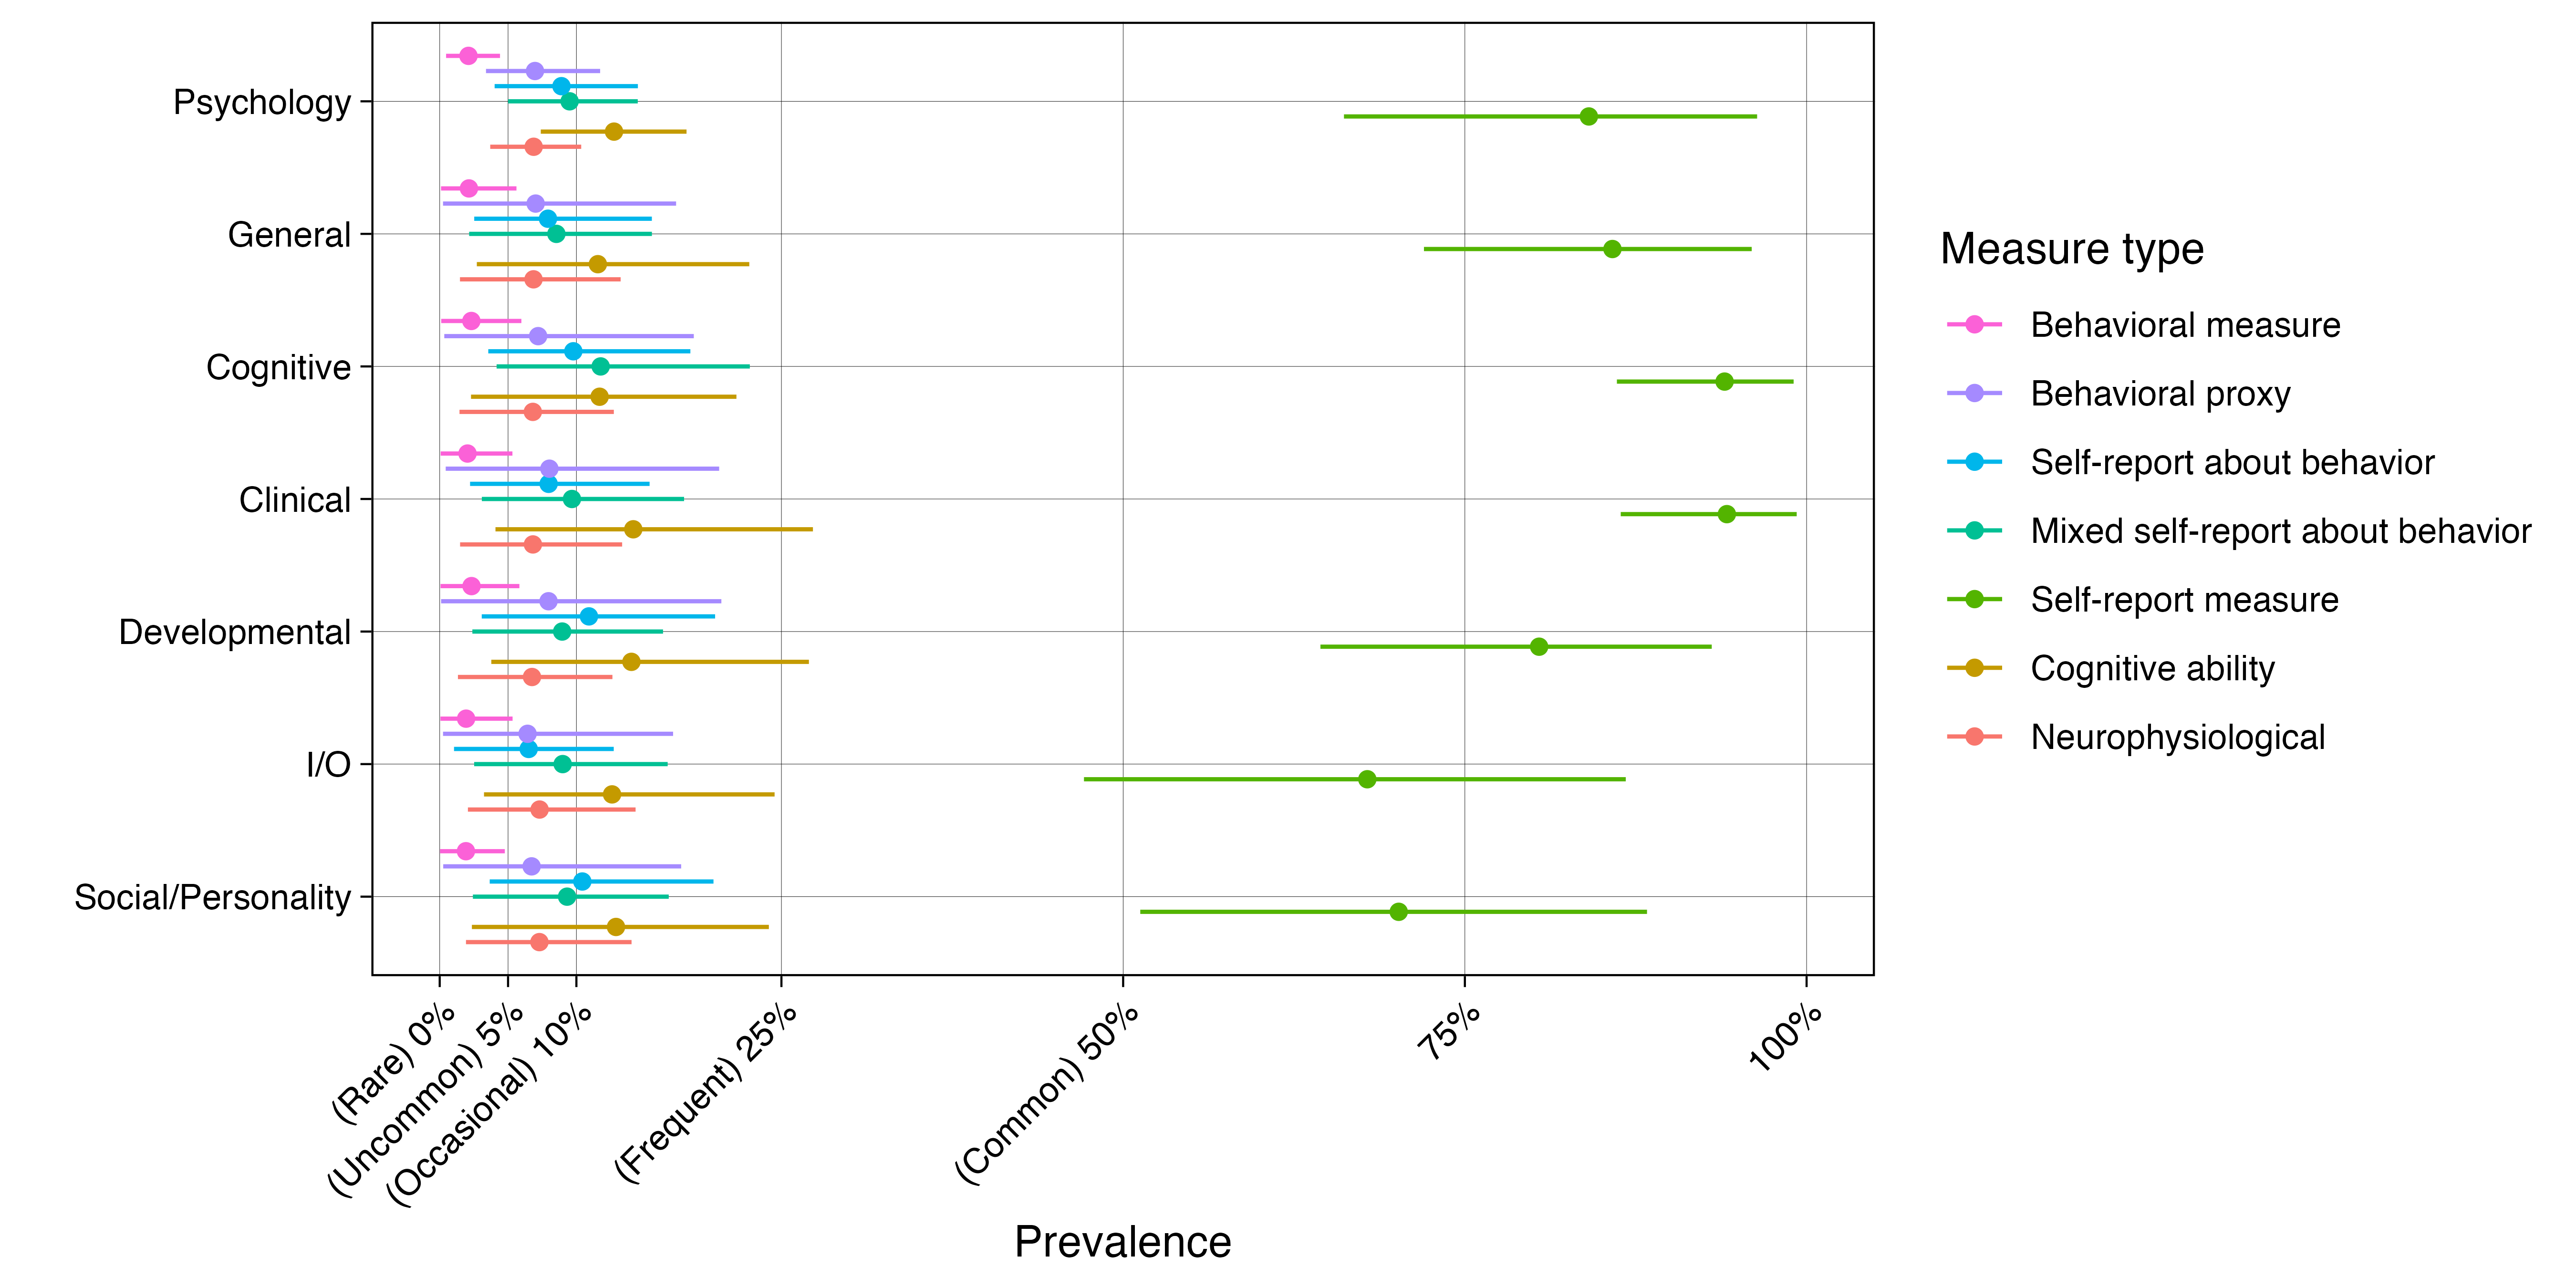 Psychology
General
Cognitive
Clinical
Developmental
I/O
Social/Personality
(Rare) 0%
(Uncommon) 5%
(Occasional) 10%
(Frequent) 25%
(Common) 50%
75%
100%
Prevalence
Measure type
Behavioral measure
Behavioral proxy
Self-report about behavior
Mixed self-report about behavior
Self-report measure
Cognitive ability
Neurophysiological